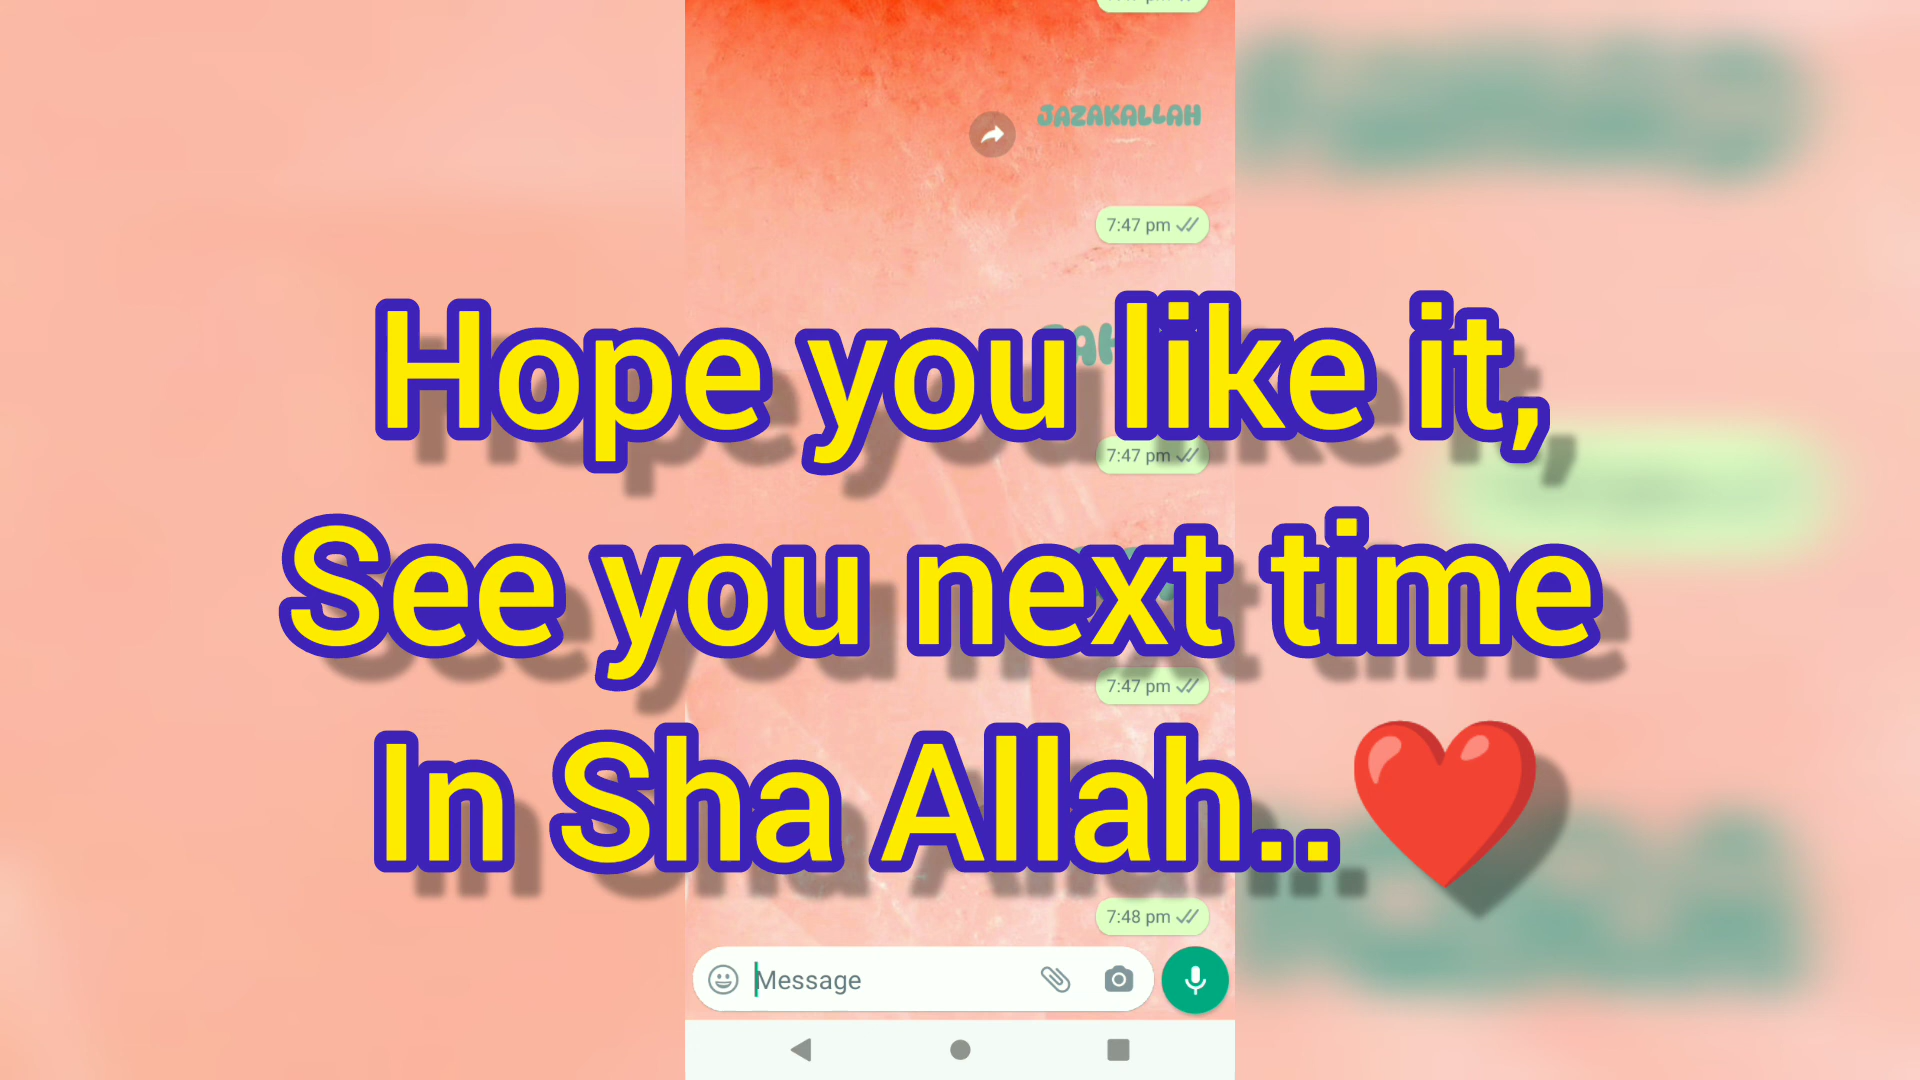 JAZAKALLAH
7:47 pm
Hope you like it,
7:47 pm
See you next time
7:47 pm
In Sha Allah..❤️
7:48 pm
Message